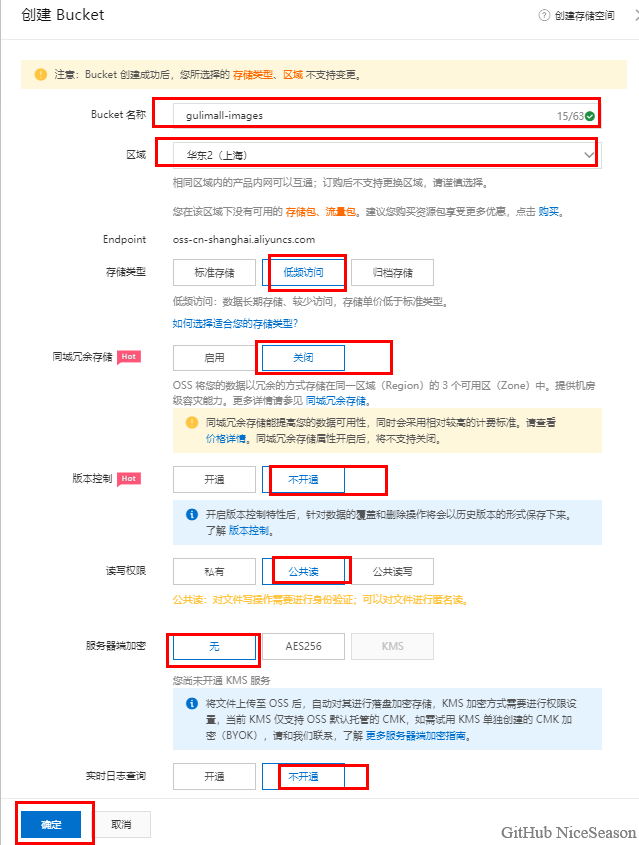 创建 Bucket
创建存储空间
注意：Bucket 创建成功后，您所选择的 存储类型、区域 不支持变更。
Bucket 名称
gulimall-images
15/63
区域
华东2（上海）
相同区域内的产品内网可以互通；订购后不支持更换区域，请谨慎选择。
您在该区域下没有可用的 存储包、流量包。建议您购买资源包享受更多优惠，点击 购买。
Endpoint
oss-cn-shanghai.aliyuncs.com
存储类型
标准存储
低频访问
归档存储
低频访问：数据长期存储、较少访问，存储单价低于标准类型。
如何选择适合您的存储类型？
同城冗余存储
Hot
启用
关闭
OSS 将您的数据以冗余的方式存储在同一区域（Region）的 3 个可用区（Zone）中。提供机房
级容灾能力。更多详情请参见 同城冗余存储。
同城冗余存储能提高您的数据可用性，同时会采用相对较高的计费标准。请查看
价格详情。同城冗余存储属性开启后，将不支持关闭。
版本控制
Hot
开通
不开通
开启版本控制特性后，针对数据的覆盖和删除操作将会以历史版本的形式保存下来。
了解 版本控制。
读写权限
私有
公共读
公共读写
公共读：对文件写操作需要进行身份验证；可以对文件进行匿名读。
服务器端加密
无
AES256
KMS
您尚未开通 KMS 服务
将文件上传至 OSS 后，自动对其进行落盘加密存储，KMS 加密方式需要进行权限设
置，当前 KMS 仅支持 OSS 默认托管的 CMK，如需试用 KMS 单独创建的 CMK 加
密（BYOK），请和我们联系，了解 更多服务器端加密指南。
实时日志查询
开通
不开通
确定
取消
GitHub NiceSeason